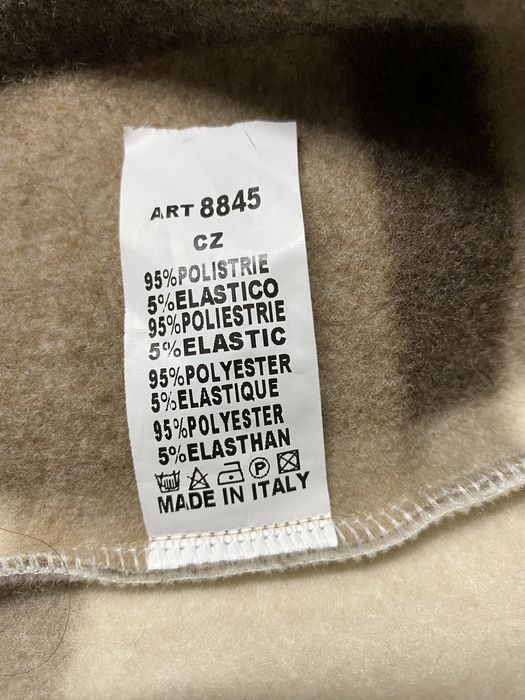 ART 8845
CZ
95%POLISTRIE
5%ELASTICO
95%POLIESTRIE
5%ELASTIC
95%POLYESTER
5%ELASTIQUE
95%POLYESTER
5%ELASTHAN
P
MADE IN ITALY